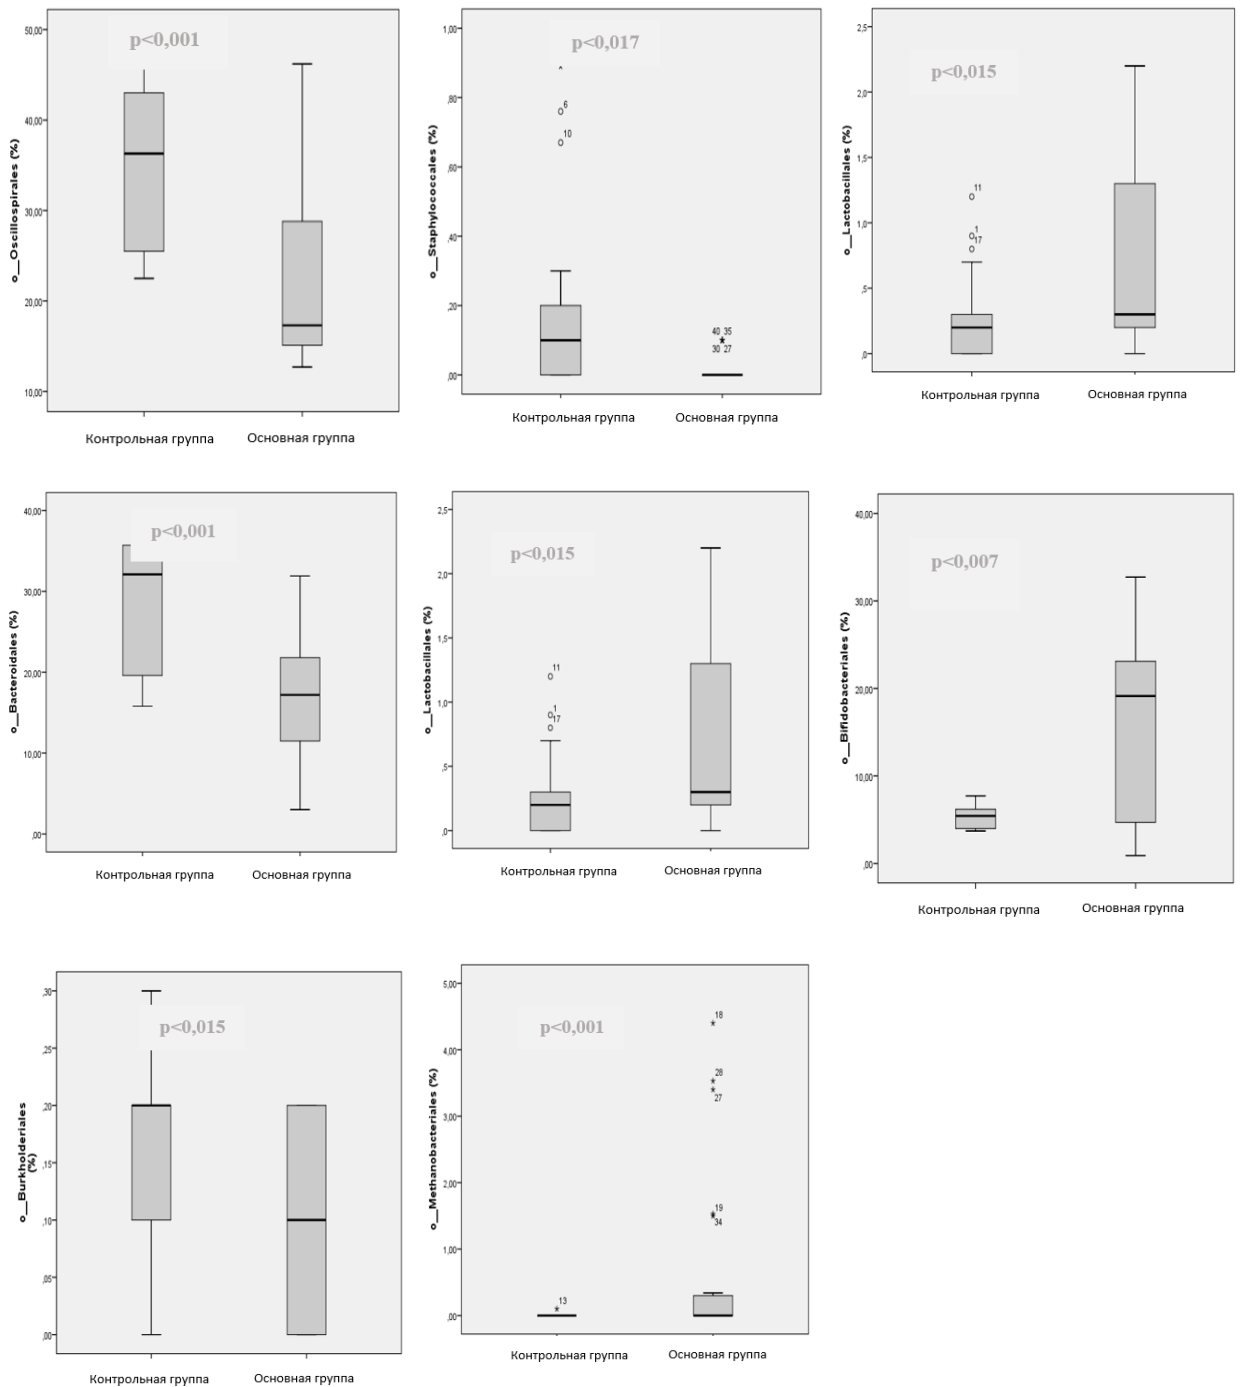 50,00
40,00
30,00
20,00
10,00
o__Oscillospirales (%)
p<0,001
Контрольная группа
Основная группа
1,00
,80
,60
,40
,20
,00
o__Staphylococcales (%)
p<0,017
6
10
40 35
30 27
Контрольная группа
Основная группа
2,5
2,0
1,5
1,0
,5
,0
o__Lactobacillales (%)
p<0,015
11
1
17
Контрольная группа
Основная группа
40,00
30,00
20,00
10,00
,00
o__Bacteroidales (%)
p<0,001
Контрольная группа
Основная группа
2,5
2,0
1,5
1,0
,5
,0
o__Lactobacillales (%)
p<0,015
11
1
17
Контрольная группа
Основная группа
40,00
30,00
20,00
10,00
,00
o__Bifidobacteriales (%)
p<0,007
Контрольная группа
Основная группа
,30
,25
,20
,15
,10
,05
,00
o__Burkholderiales
(%)
p<0,015
Контрольная группа
Основная группа
5,00
4,00
3,00
2,00
1,00
,00
o__Methanobacteriales (%)
p<0,001
13
18
28
27
19
34
Контрольная группа
Основная группа